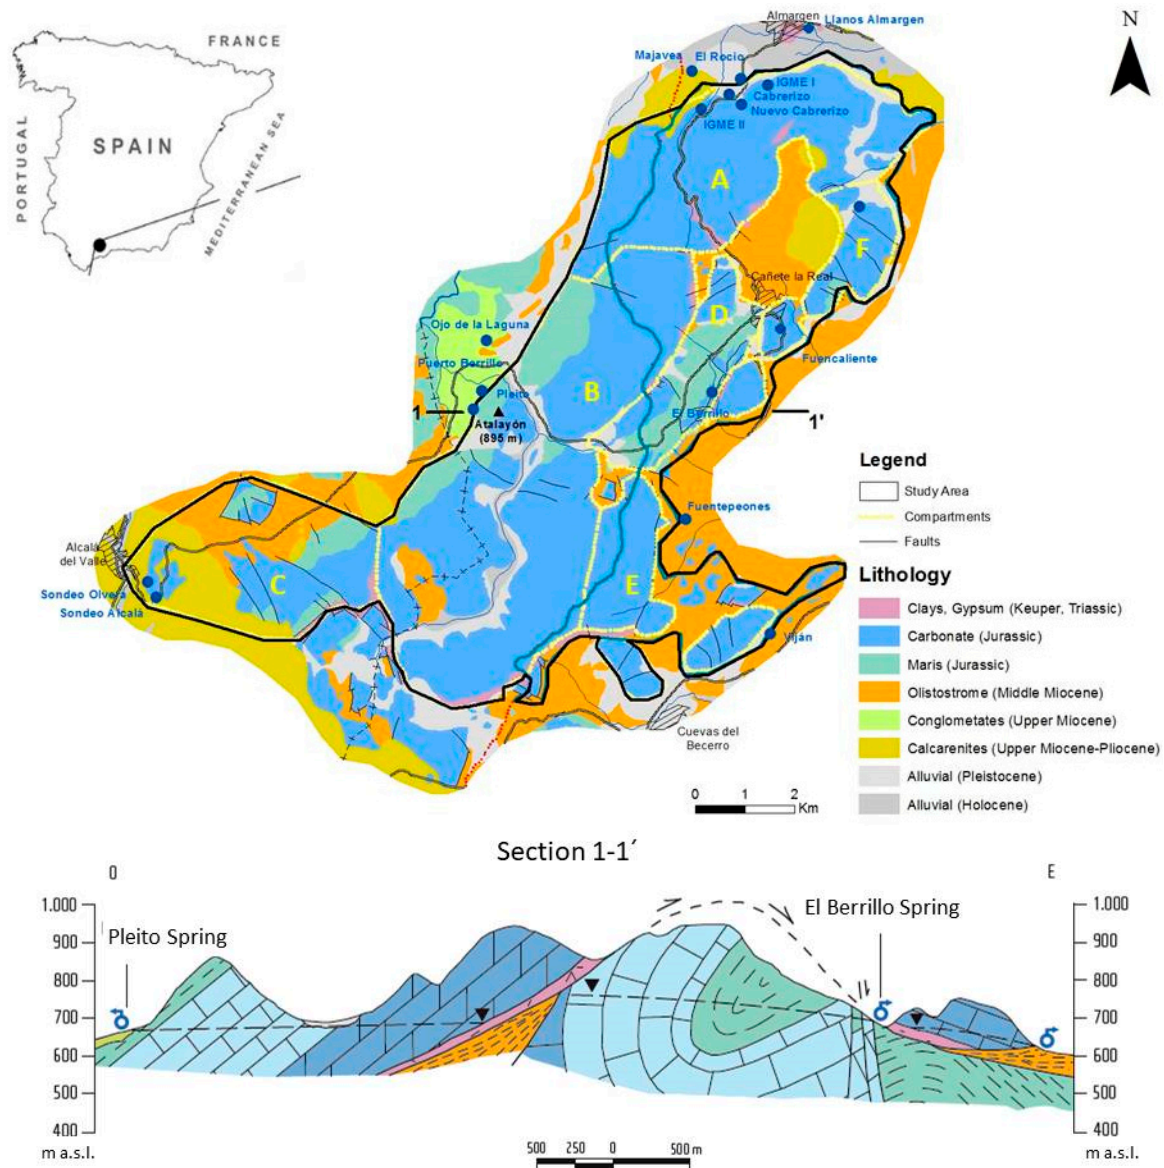 FRANCE
PORTUGAL
SPAIN
MEDITERRANEAN SEA
N
Almargen
Llanos Almargen
Majavea
El Rocio
IGME I
Cabrerizo
Nuevo Cabrerizo
IGME II
A
F
Cañete la Real
D
Ojo de la Laguna
Fuencaliente
Puerto Berrillo
B
Pleito
El Berrillo
1
1'
Atalayón
(895 m)
Fuentepeones
Alcalá
del Valle
C
E
Sondeo Olvera
Sondeo Alcalá
Viján
Cuevas del
Becerro
0 1 2
Km
Legend
Study Area
Compartments
Faults
Lithology
Clays, Gypsum (Keuper, Triassic)
Carbonate (Jurassic)
Marls (Jurassic)
Olistostrome (Middle Miocene)
Conglometates (Upper Miocene)
Calcarenites (Upper Miocene-Pliocene)
Alluvial (Pleistocene)
Alluvial (Holocene)
Section 1-1´
O
E
Pleito Spring
El Berrillo Spring
1.000
900
800
700
600
500
400
m a.s.l.
1.000
900
800
700
600
500
400
m a.s.l.
500 250 0 500 m